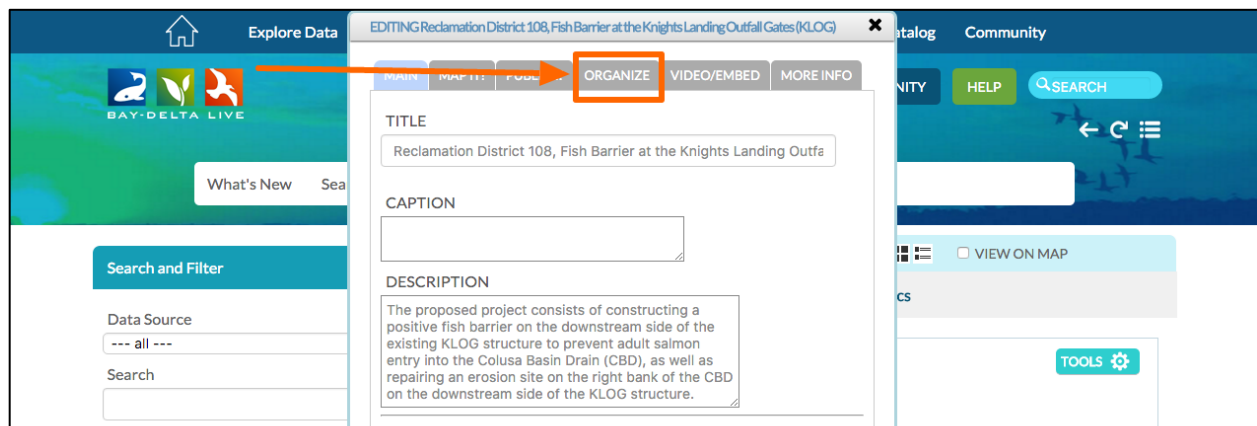 Explore Data
EDITING Reclamation District 108, Fish Barrier at the Knights Landing Outfall Gates (KLOG)
Community
MAIN
ORGANIZE
VIDEO/EMBED
MORE INFO
BAY-DELTA LIVE
HELP
SEARCH
TITLE
Reclamation District 108, Fish Barrier at the Knights Landing Outfa
What's New
CAPTION
Search and Filter
VIEW ON MAP
DESCRIPTION
The proposed project consists of constructing a
positive fish barrier on the downstream side of the
existing KLOG structure to prevent adult salmon
entry into the Colusa Basin Drain (CBD), as well as
repairing an erosion site on the right bank of the CBD
on the downstream side of the KLOG structure.
Data Source
--- all ---
Search
TOOLS